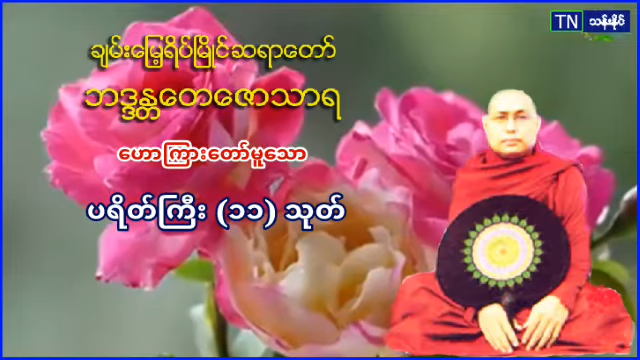 TN သန်းနိုင်
ချမ်းမြေ့ရိပ်မြိုင်ဆရာတော်
ဘဒ္ဒန္တတေဇောသာရ
ဟောကြားတော်မူသော
ပရိတ်ကြီး (၁၁) သုတ်